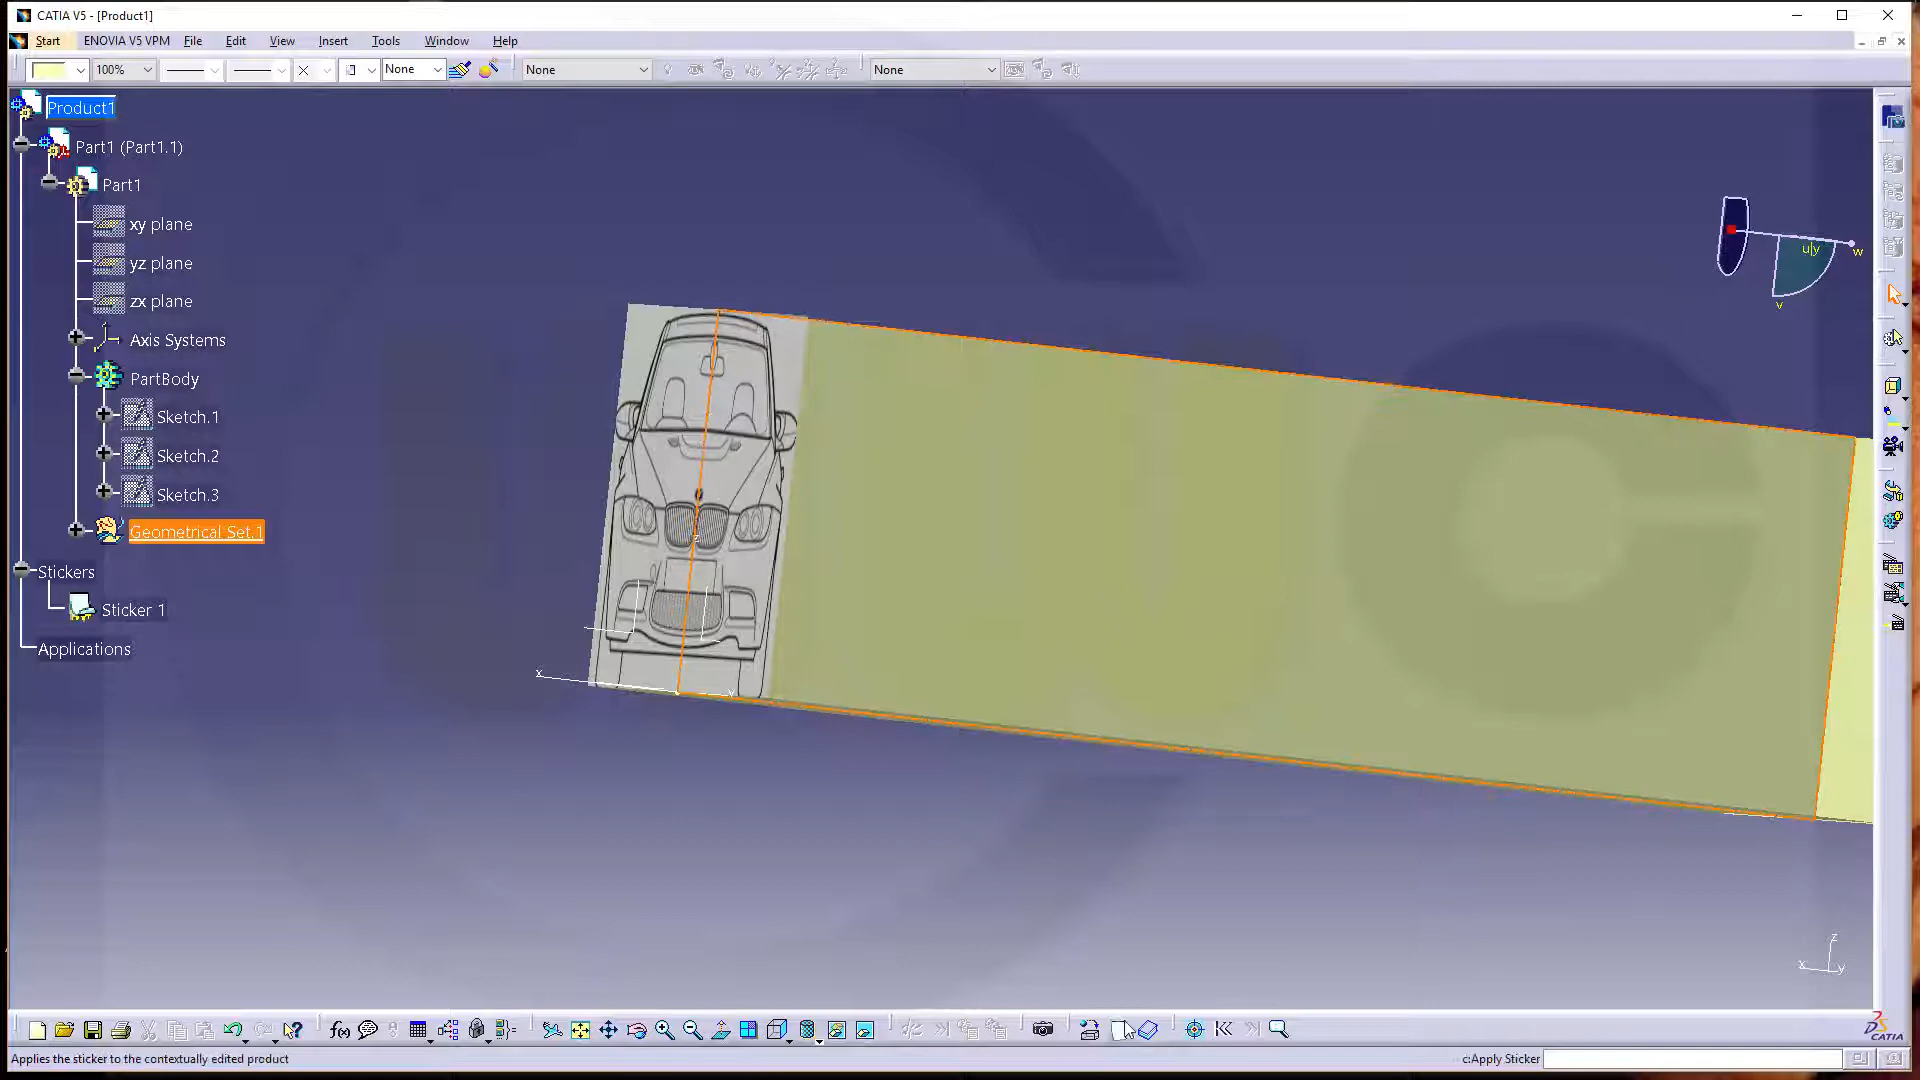 CATIA V5 - [Product1]
Start ENOVIA V5 VPM File Edit View Insert Tools Window Help
100% None None None
Product1
Part1 (Part1.1)
Part1
xy plane
yz plane
zx plane
Axis Systems
PartBody
Sketch.1
Sketch.2
Sketch.3
Geometrical Set.1
Stickers
Sticker 1
Applications
u|y
w
v
z
x
y
z
x
y
f(x)
CATIA
Applies the sticker to the contextually edited product
c:Apply Sticker